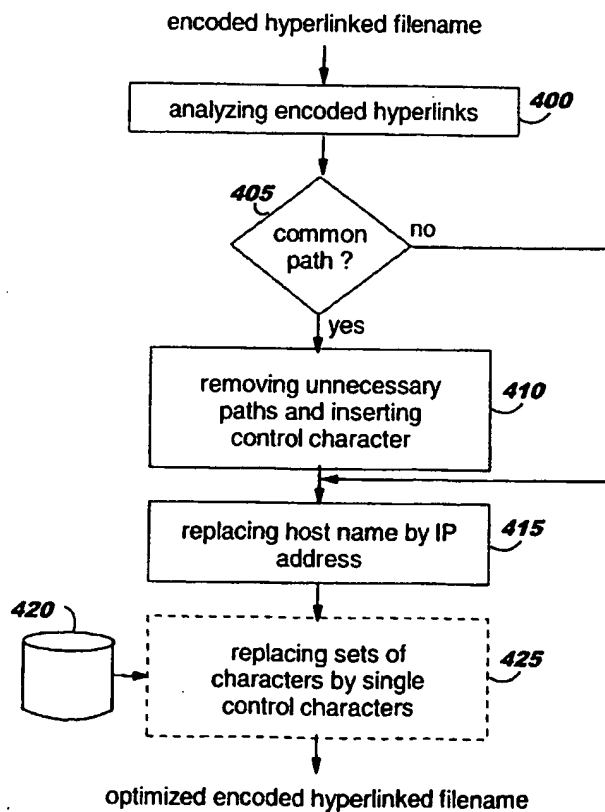 encoded hyperlinked filename
analyzing encoded hyperlinks
400
405
common
path ?
no
yes
removing unnecessary
paths and inserting
control character
410
replacing host name by IP
address
415
420
replacing sets of
characters by single
control characters
425
optimized encoded hyperlinked filename